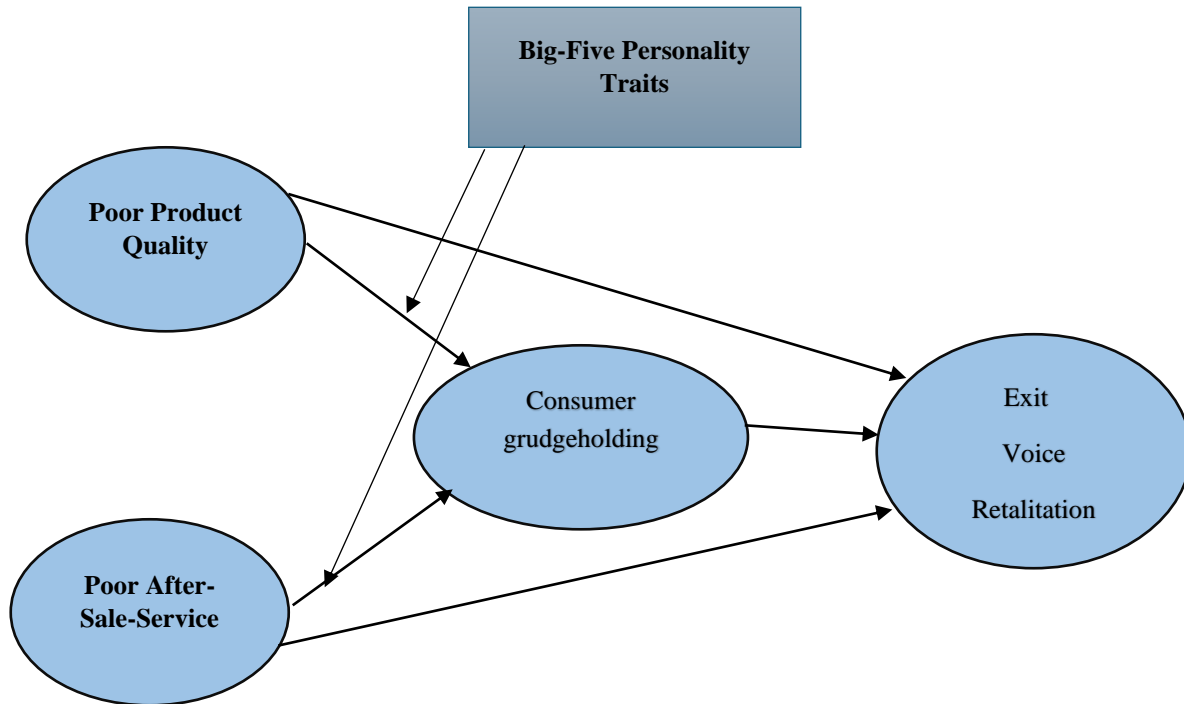 Big-Five Personality
Traits
Poor Product
Quality
Consumer
grudgeholding
Exit
Voice
Retalitation
Poor After-
Sale-Service